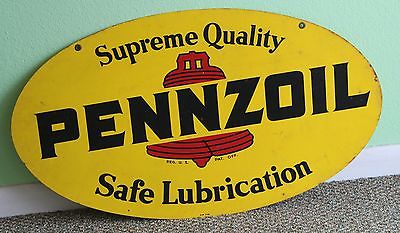 Supreme Quality
PENNZOIL
REG. U.S. PAT. OFF.
Safe Lubrication